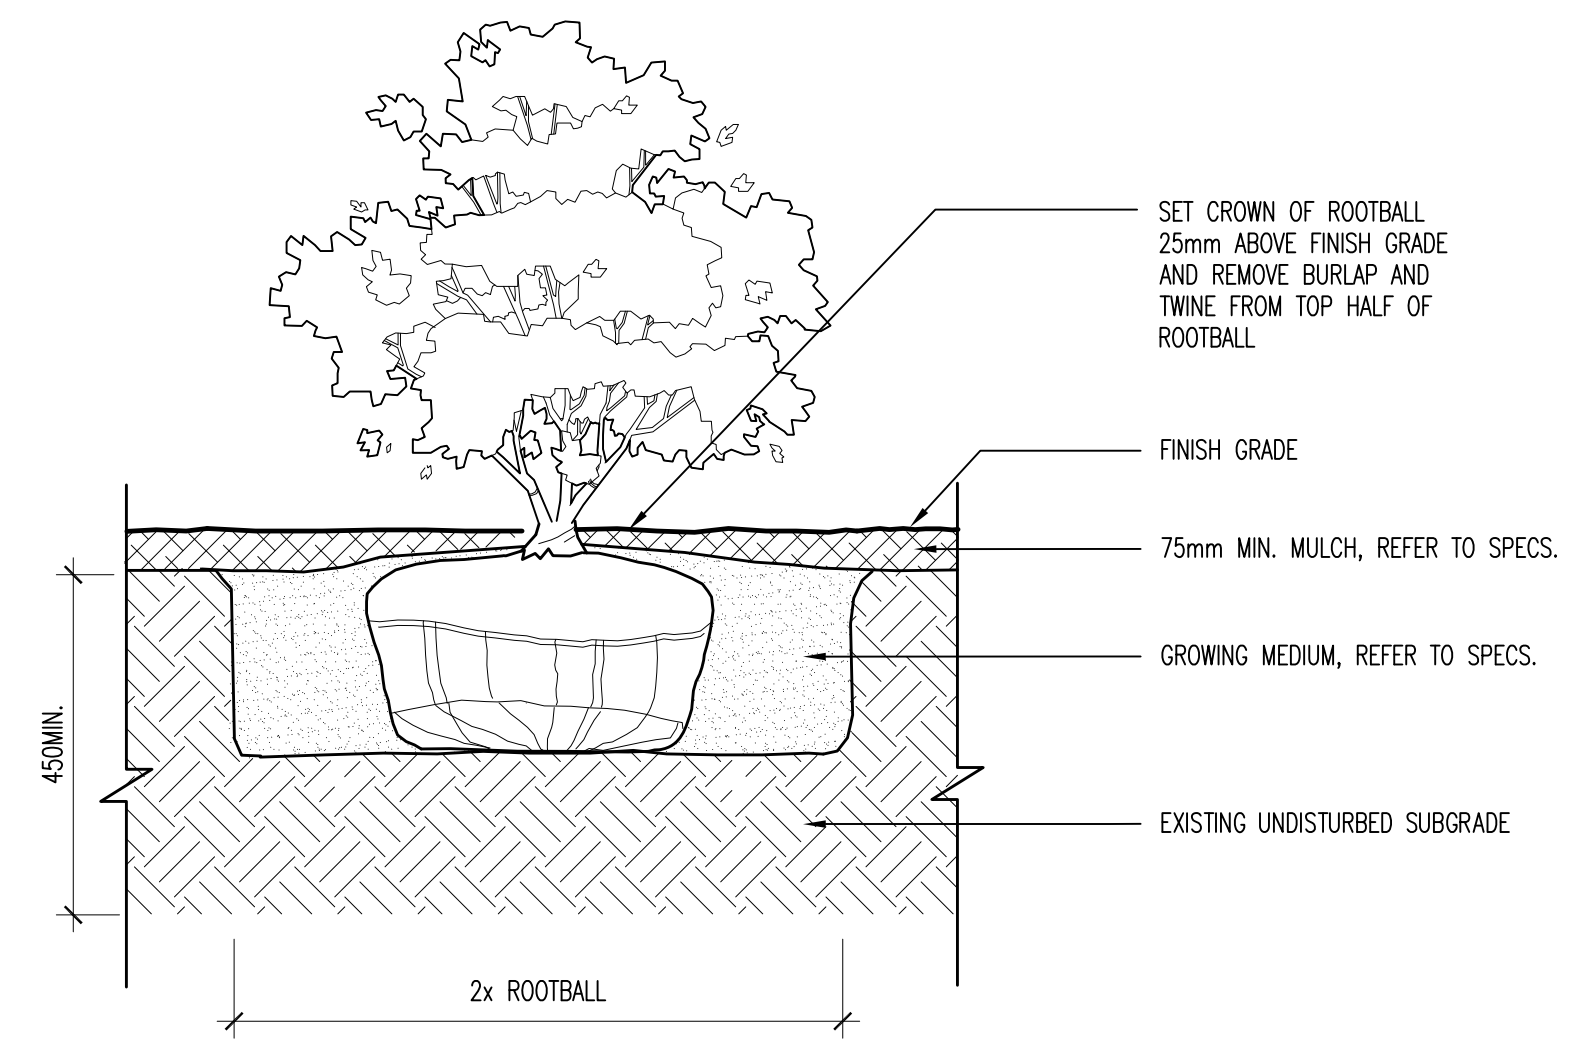 SET CROWN OF ROOTBALL
25mm ABOVE FINISH GRADE
AND REMOVE BURLAP AND
TWINE FROM TOP HALF OF
ROOTBALL
FINISH GRADE
75mm MIN. MULCH, REFER TO SPECS.
GROWING MEDIUM, REFER TO SPECS.
450MIN.
EXISTING UNDISTURBED SUBGRADE
2x ROOTBALL